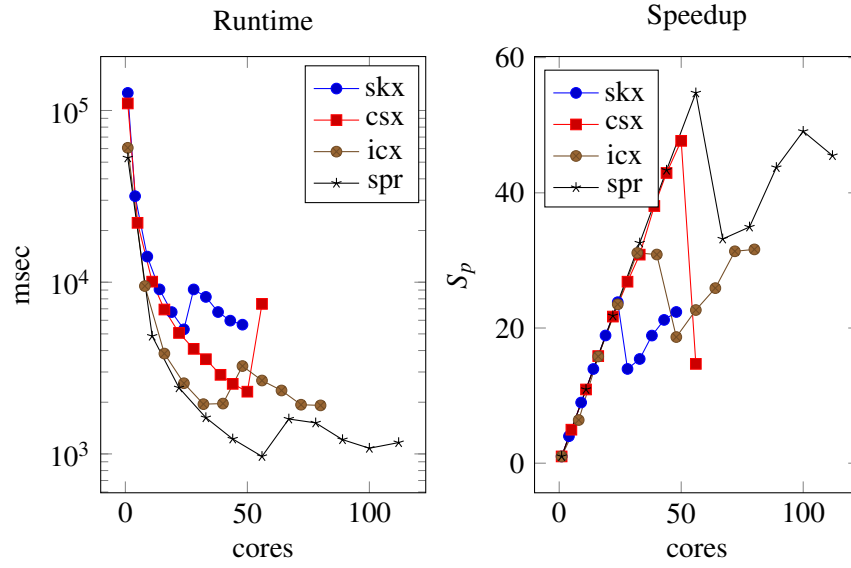 Runtime
msec
10^5
10^4
10^3
0
50
100
cores
skx
csx
icx
spr
Speedup
S_p
60
40
20
0
0
50
100
cores
skx
csx
icx
spr